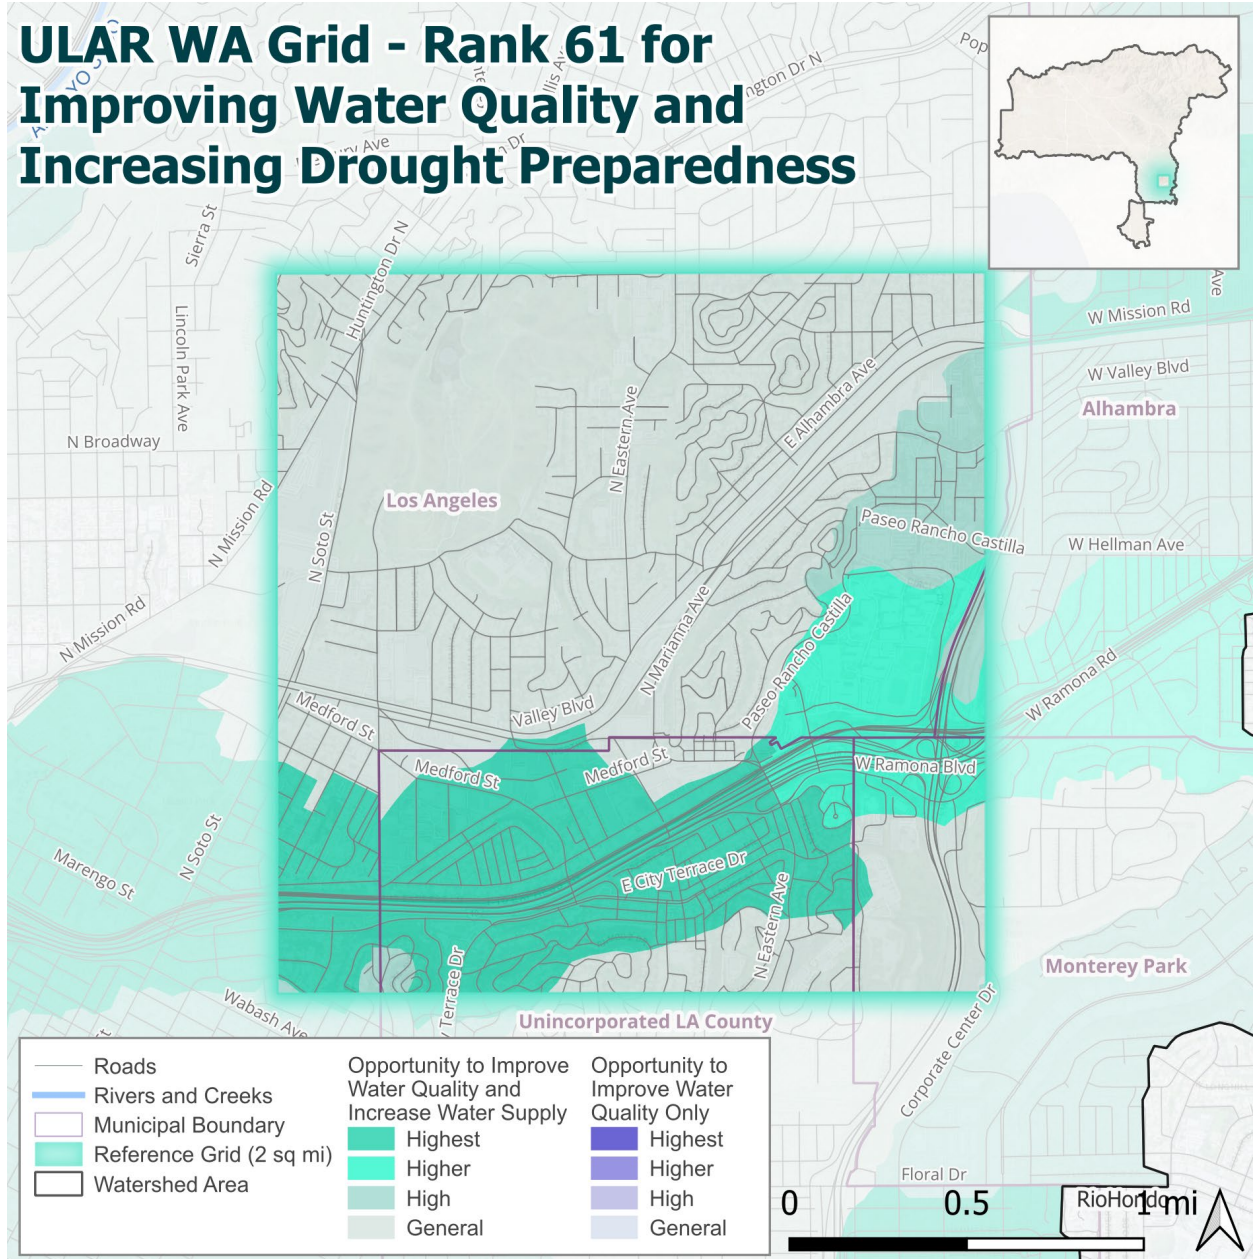 ULAR WA Grid - Rank 61 for
Improving Water Quality and
Increasing Drought Preparedness
Sierra St
Huntington Dr N
Lincoln Park Ave
N Broadway
N Mission Rd
N Soto St
N Mission Rd
Los Angeles
N Eastern Ave
E Alhambra Ave
W Mission Rd
Ave
W Valley Blvd
Alhambra
Paseo Rancho Castilla
W Hellman Ave
N Marianna Ave
Paseo Rancho Castilla
W Ramona Rd
Medford St
Valley Blvd
Medford St
Medford St
W Ramona Blvd
Marengo St
N Soto St
E City Terrace Dr
N Eastern Ave
Terrace Dr
Monterey Park
Wabash Ave
Unincorporated LA County
Corporate Center Dr
Floral Dr
RioHondo
Roads
Rivers and Creeks
Municipal Boundary
Reference Grid (2 sq mi)
Watershed Area
Opportunity to Improve
Water Quality and
Increase Water Supply
Highest
Higher
High
General
Opportunity to
Improve Water
Quality Only
Highest
Higher
High
General
0 0.5 1 mi